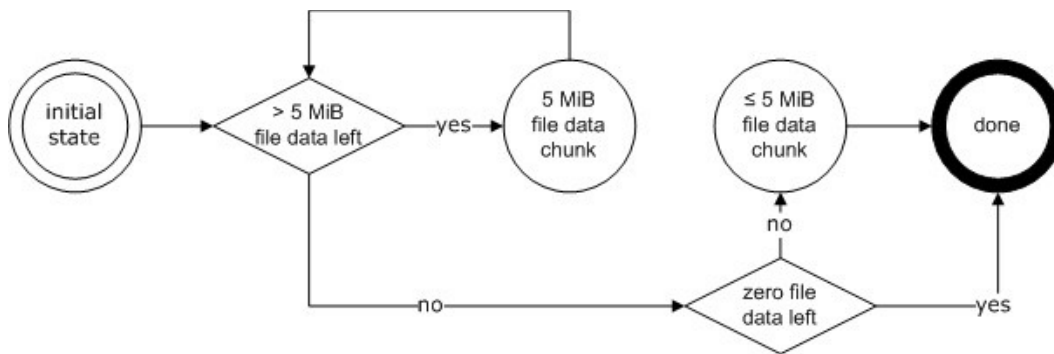 initial
state
> 5 MiB
file data left
yes
5 MiB
file data
chunk
≤ 5 MiB
file data
chunk
done
no
no
zero file
data left
yes